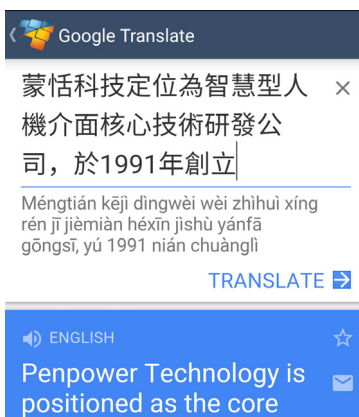 Google Translate
蒙恬科技定位為智慧型人
機介面核心技術研發公
司，於1991年創立
Méngtián kējì dìngwèi wèi zhìhuì xíng
rén jī jièmiàn héxīn jìshù yánfā
gōngsī, yú 1991 nián chuànglì
TRANSLATE
ENGLISH
Penpower Technology is
positioned as the core